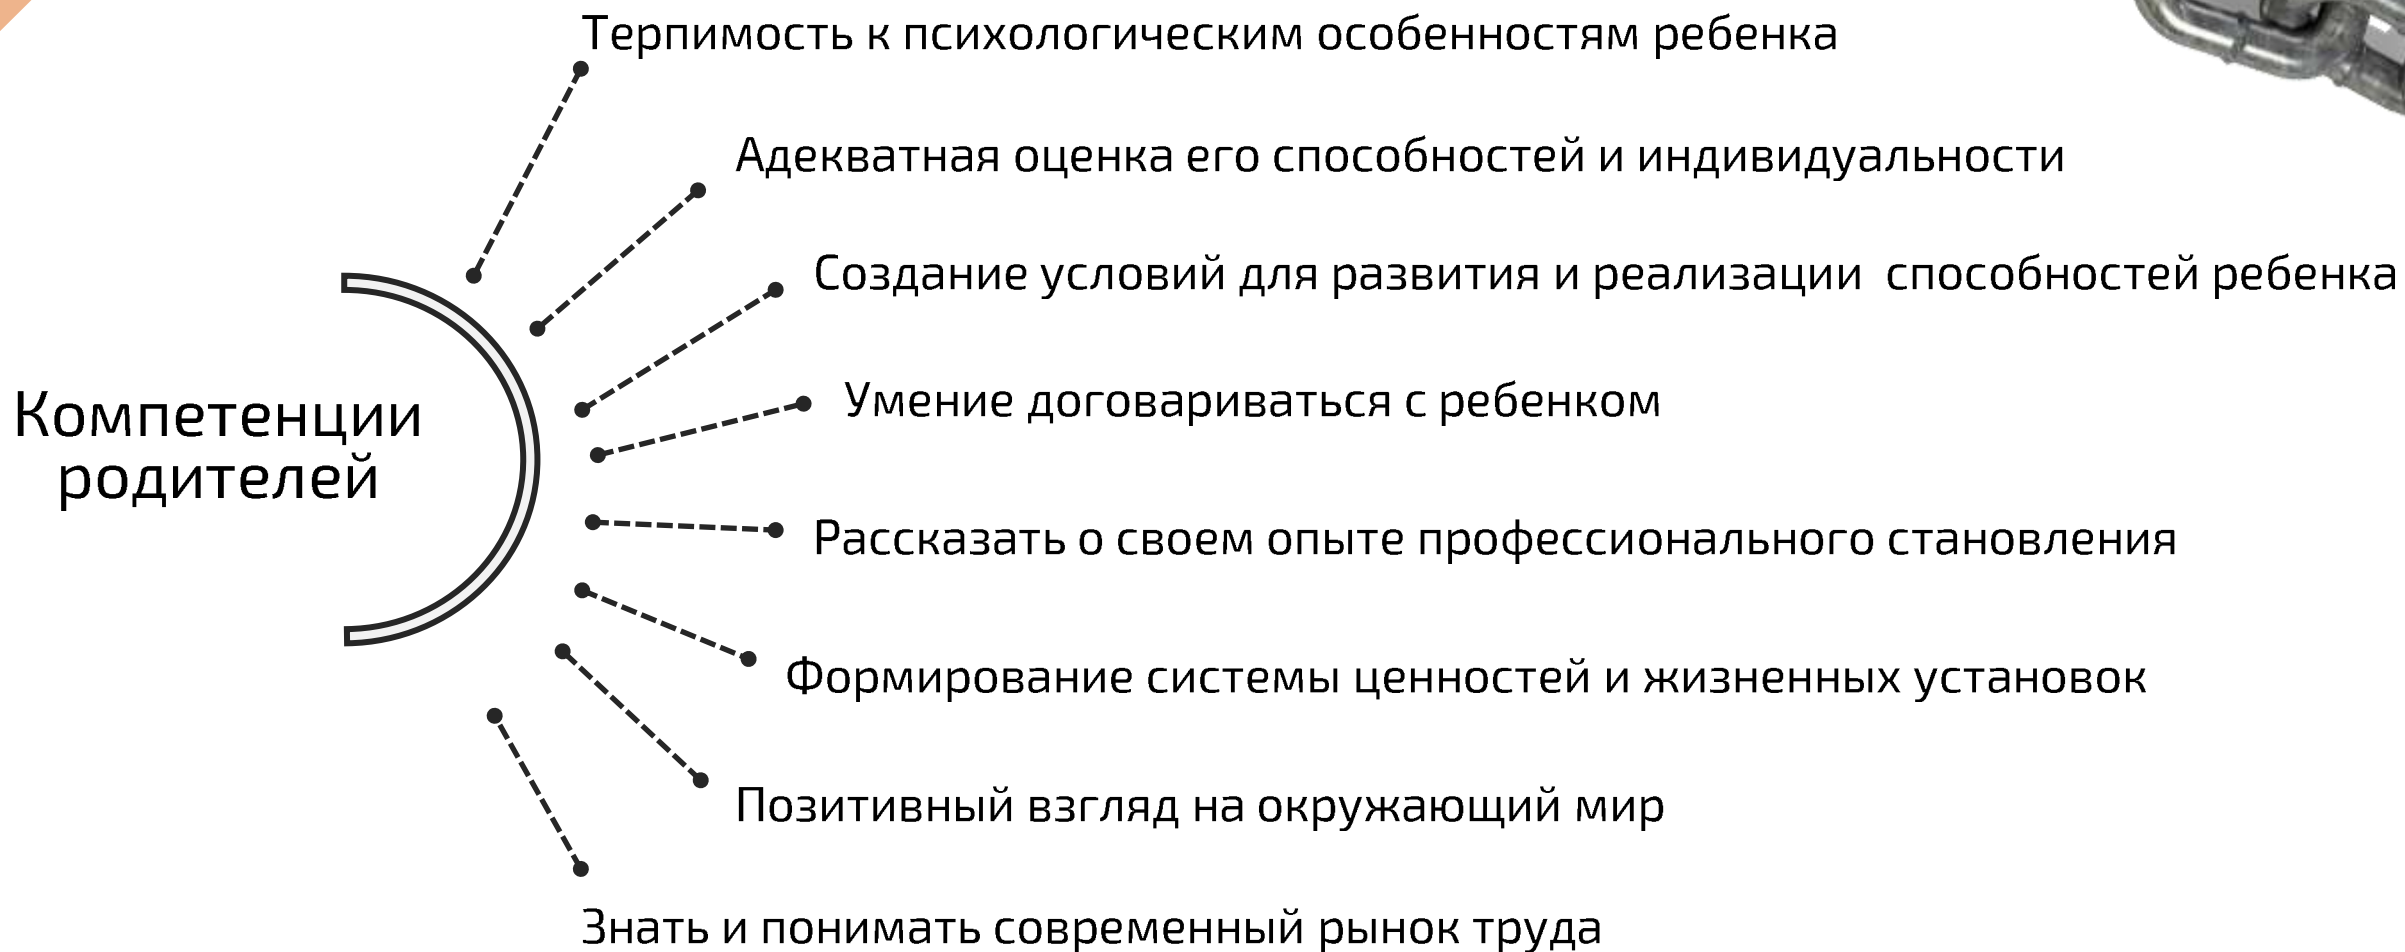 Терпимость к психологическим особенностям ребенка
Адекватная оценка его способностей и индивидуальности
Создание условий для развития и реализации способностей ребенка
Компетенции
родителей
Умение договариваться с ребенком
Рассказать о своем опыте профессионального становления
Формирование системы ценностей и жизненных установок
Позитивный взгляд на окружающий мир
Знать и понимать современный рынок труда